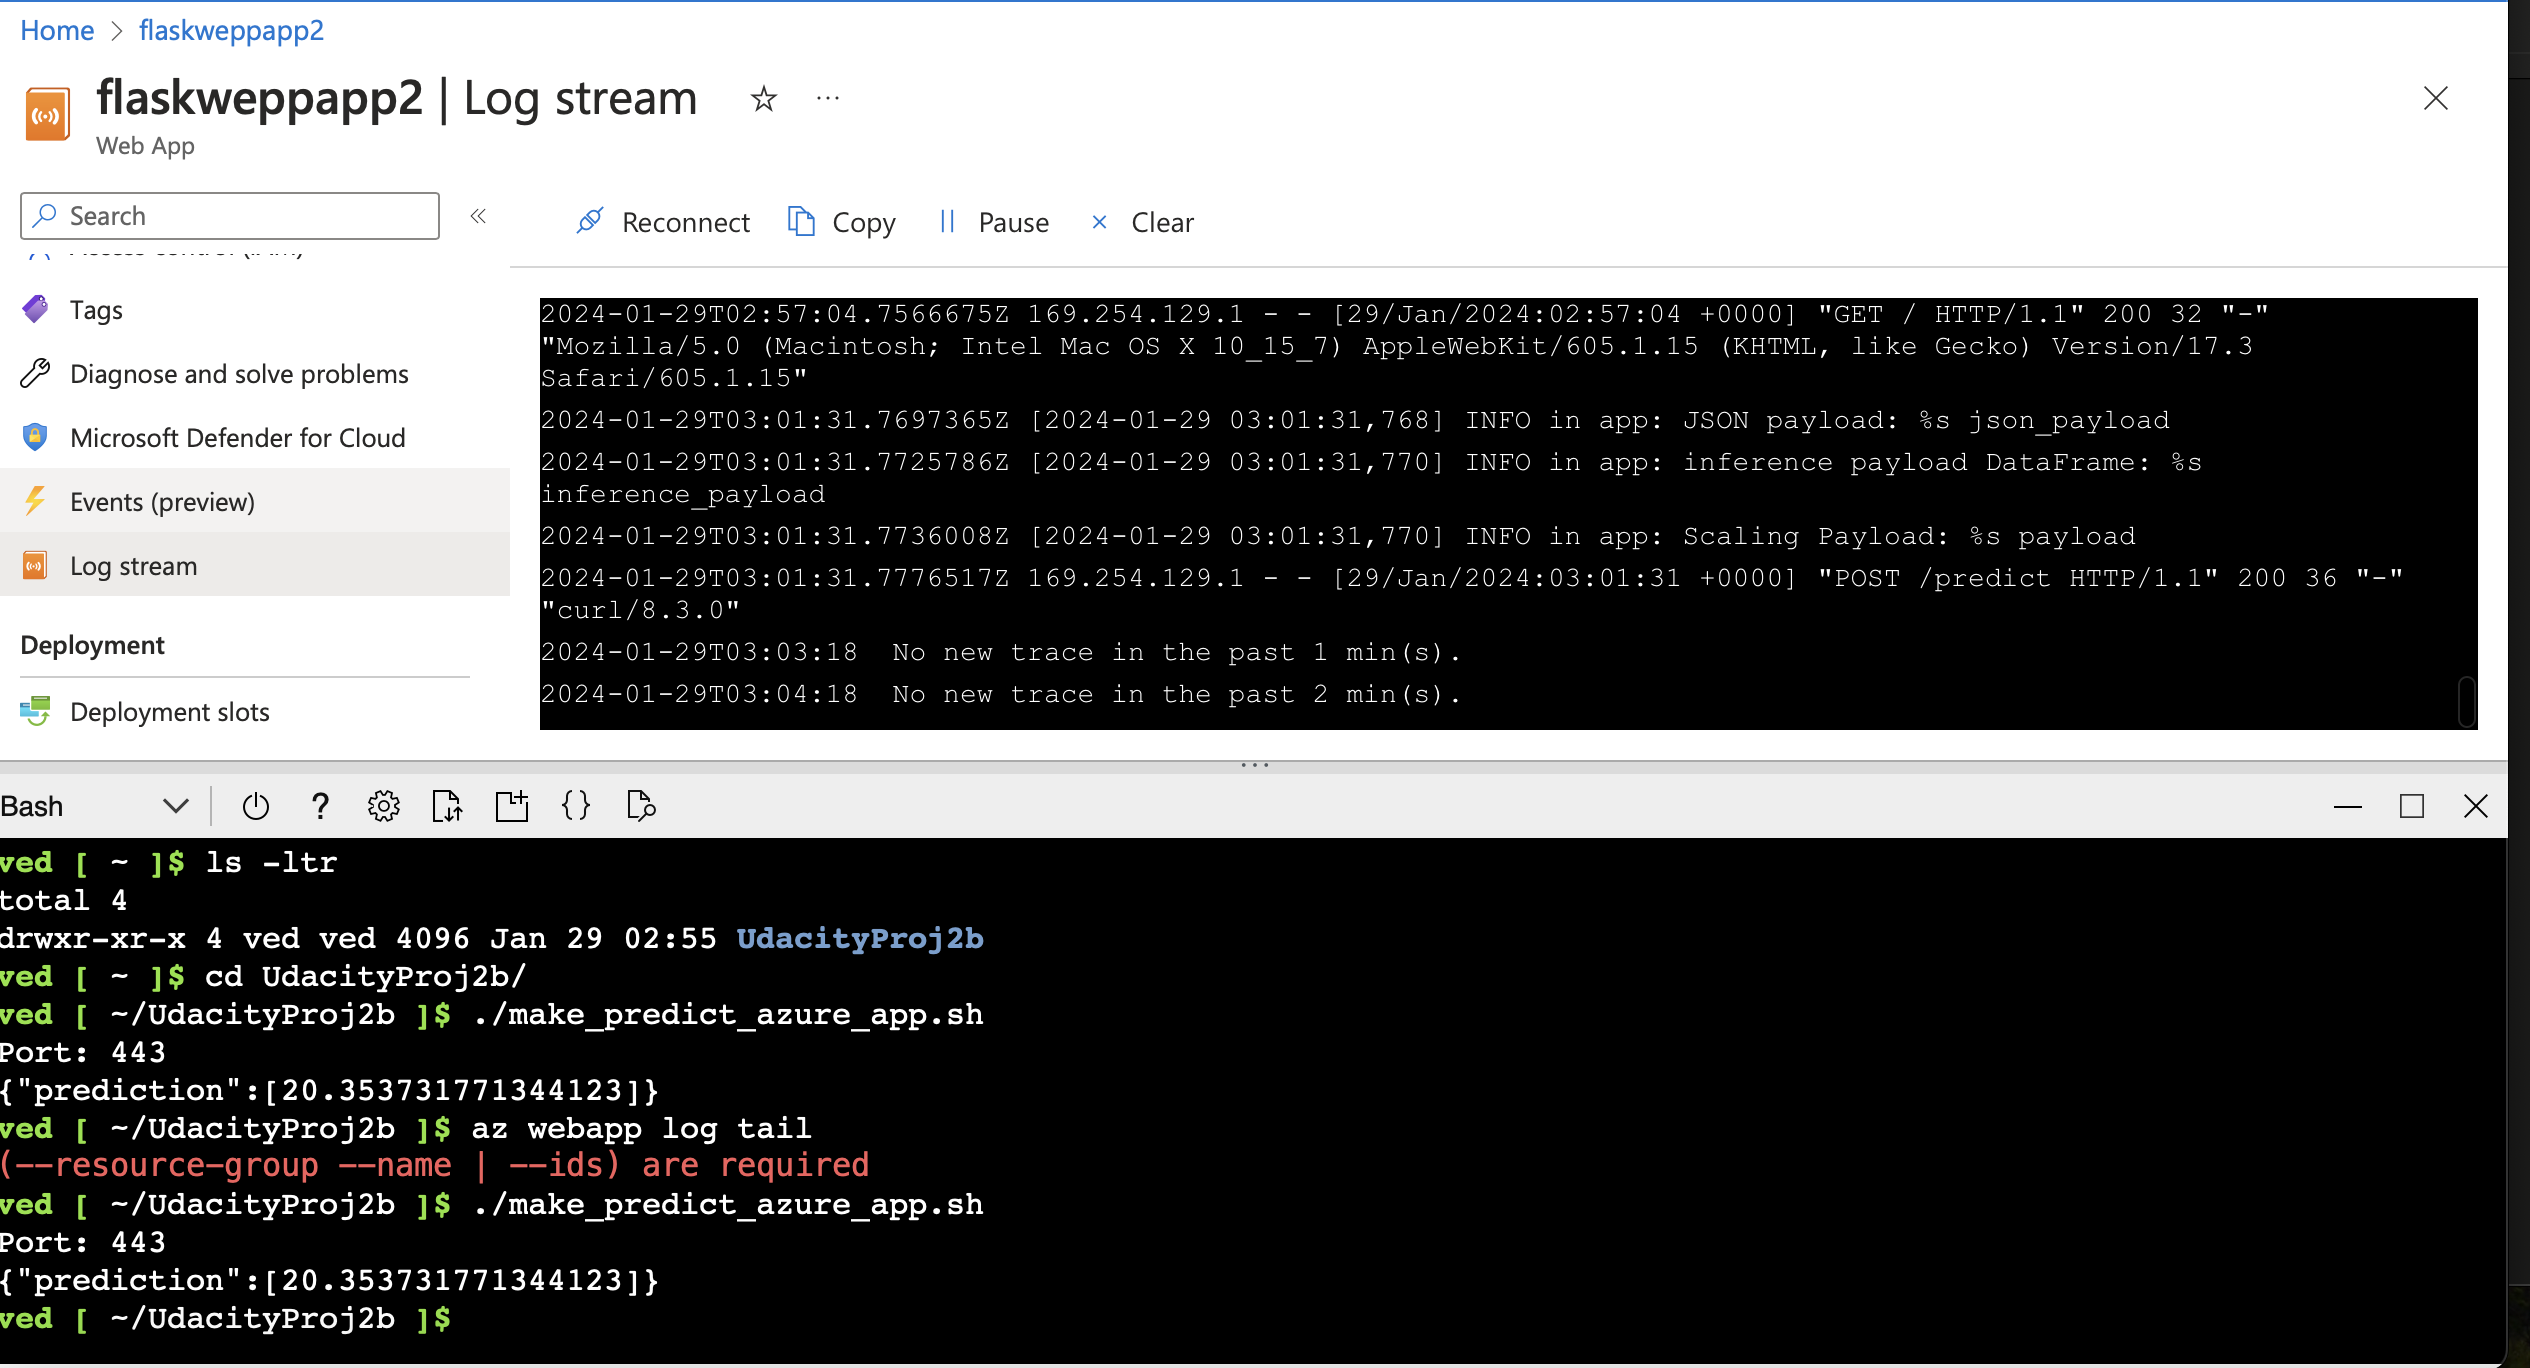 Home > flaskweppapp2
flaskweppapp2 | Log stream
Web App
Search
«
Reconnect
Copy
Pause
Clear
Tags
Diagnose and solve problems
Microsoft Defender for Cloud
Events (preview)
Log stream
Deployment
Deployment slots
2024-01-29T02:57:04.7566675Z 169.254.129.1 - - [29/Jan/2024:02:57:04 +0000] "GET / HTTP/1.1" 200 32 "-"
"Mozilla/5.0 (Macintosh; Intel Mac OS X 10_15_7) AppleWebKit/605.1.15 (KHTML, like Gecko) Version/17.3
Safari/605.1.15"
2024-01-29T03:01:31.7697365Z [2024-01-29 03:01:31,768] INFO in app: JSON payload: %s json_payload
2024-01-29T03:01:31.7725786Z [2024-01-29 03:01:31,770] INFO in app: inference payload DataFrame: %s
inference_payload
2024-01-29T03:01:31.7736008Z [2024-01-29 03:01:31,770] INFO in app: Scaling Payload: %s payload
2024-01-29T03:01:31.7776517Z 169.254.129.1 - - [29/Jan/2024:03:01:31 +0000] "POST /predict HTTP/1.1" 200 36 "-"
"curl/8.3.0"
2024-01-29T03:03:18  No new trace in the past 1 min(s).
2024-01-29T03:04:18  No new trace in the past 2 min(s).
Bash
ved [ ~ ]$ ls -ltr
total 4
drwxr-xr-x 4 ved ved 4096 Jan 29 02:55 UdacityProj2b
ved [ ~ ]$ cd UdacityProj2b/
ved [ ~/UdacityProj2b ]$ ./make_predict_azure_app.sh
Port: 443
{"prediction":[20.353731771344123]}
ved [ ~/UdacityProj2b ]$ az webapp log tail
(--resource-group --name | --ids) are required
ved [ ~/UdacityProj2b ]$ ./make_predict_azure_app.sh
Port: 443
{"prediction":[20.353731771344123]}
ved [ ~/UdacityProj2b ]$